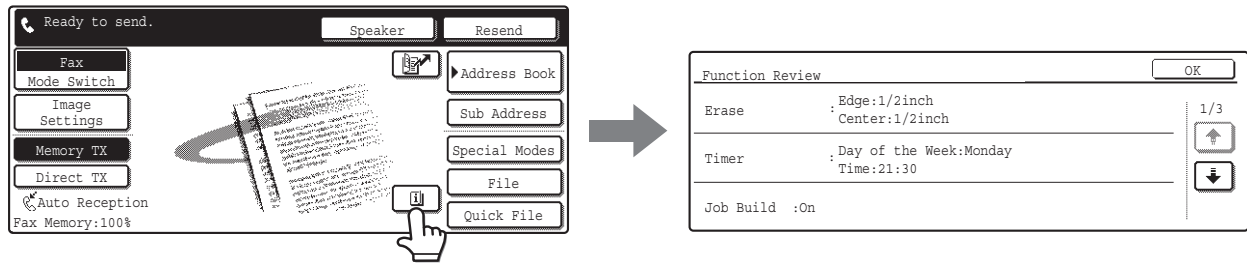 Ready to send.
Speaker
Resend
Fax
Mode Switch
Address Book
Image
Settings
Sub Address
Memory TX
Special Modes
Direct TX
File
Auto Reception
Quick File
Fax Memory:100%
Function Review
OK
Erase :Edge:1/2inch
Center:1/2inch
1/3
Timer :Day of the Week:Monday
Time:21:30
Job Build :On